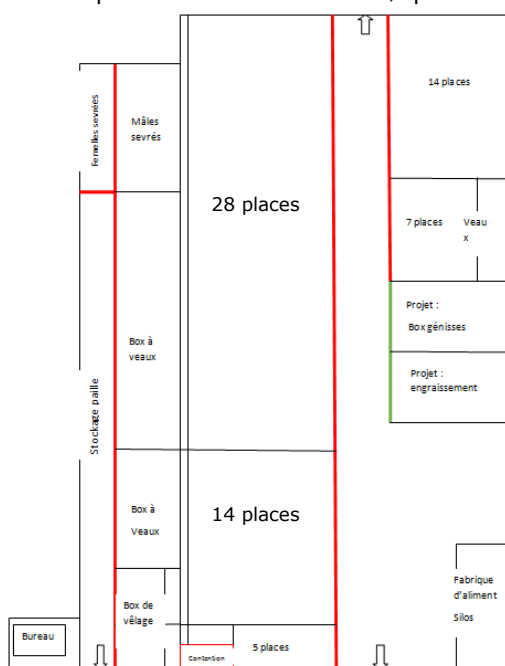 14 places
Femelles sevrées
Mâles
sevrés
28 places
7 places
Veau
x
Projet :
Box génisses
Box à
veaux
Projet :
engraissement
Stockage paille
Box à
Veaux
14 places
Fabrique
d'aliment
Silos
Box de
vêlage
Bureau
5 places
Contention